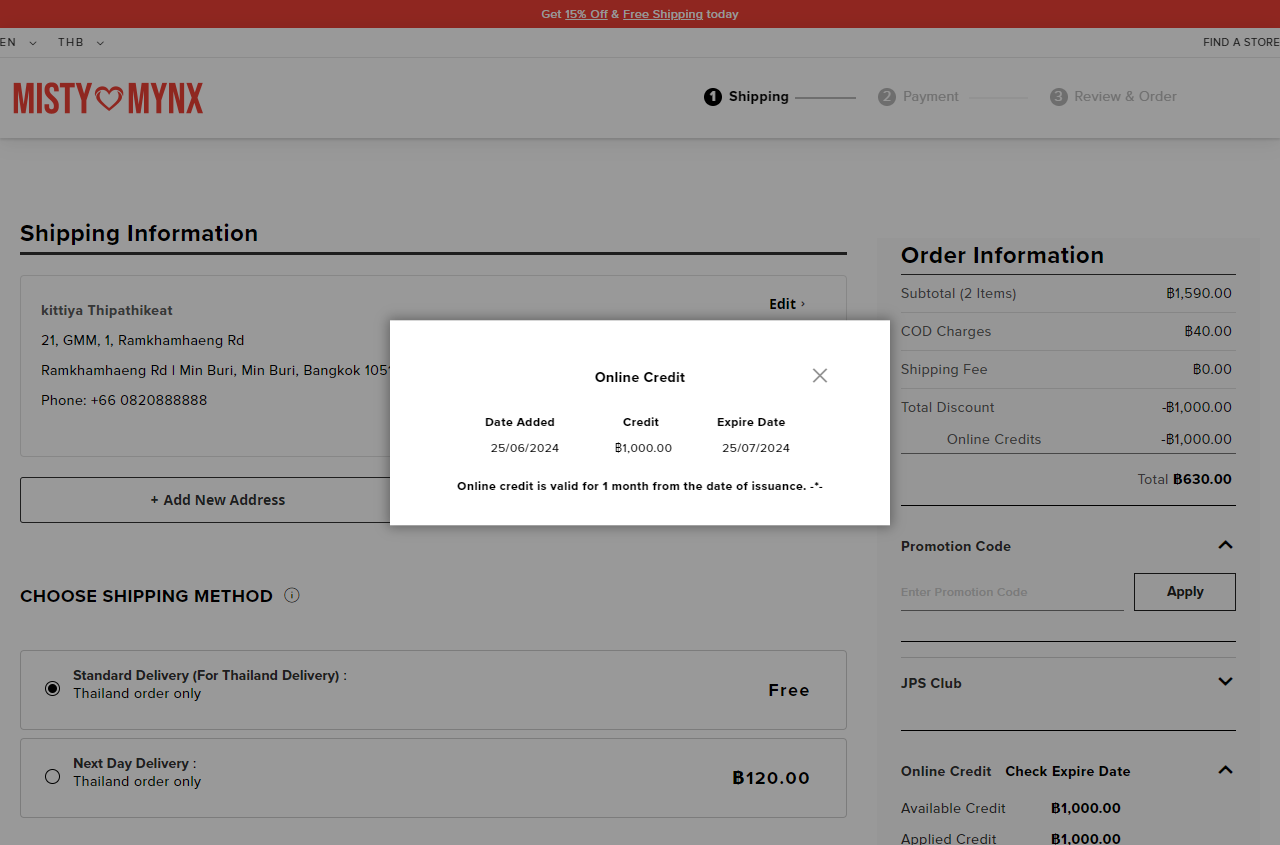 Get 15% Off & Free Shipping today
EN THB FIND A STORE
MISTY MYNX
1 Shipping 2 Payment 3 Review & Order
Shipping Information
kittiya Thipathikeat
Edit ›
21, GMM, 1, Ramkhamhaeng Rd
Ramkhamhaeng Rd | Min Buri, Min Buri, Bangkok 1051
Phone: +66 0820888888
+ Add New Address
CHOOSE SHIPPING METHOD
Standard Delivery (For Thailand Delivery) :
Thailand order only
Free
Next Day Delivery :
Thailand order only
฿120.00
Online Credit
Date Added Credit Expire Date
25/06/2024 ฿1,000.00 25/07/2024
Online credit is valid for 1 month from the date of issuance. -*-
Order Information
Subtotal (2 Items) ฿1,590.00
COD Charges ฿40.00
Shipping Fee ฿0.00
Total Discount -฿1,000.00
Online Credits -฿1,000.00
Total ฿630.00
Promotion Code
Enter Promotion Code Apply
JPS Club
Online Credit Check Expire Date
Available Credit ฿1,000.00
Applied Credit ฿1,000.00